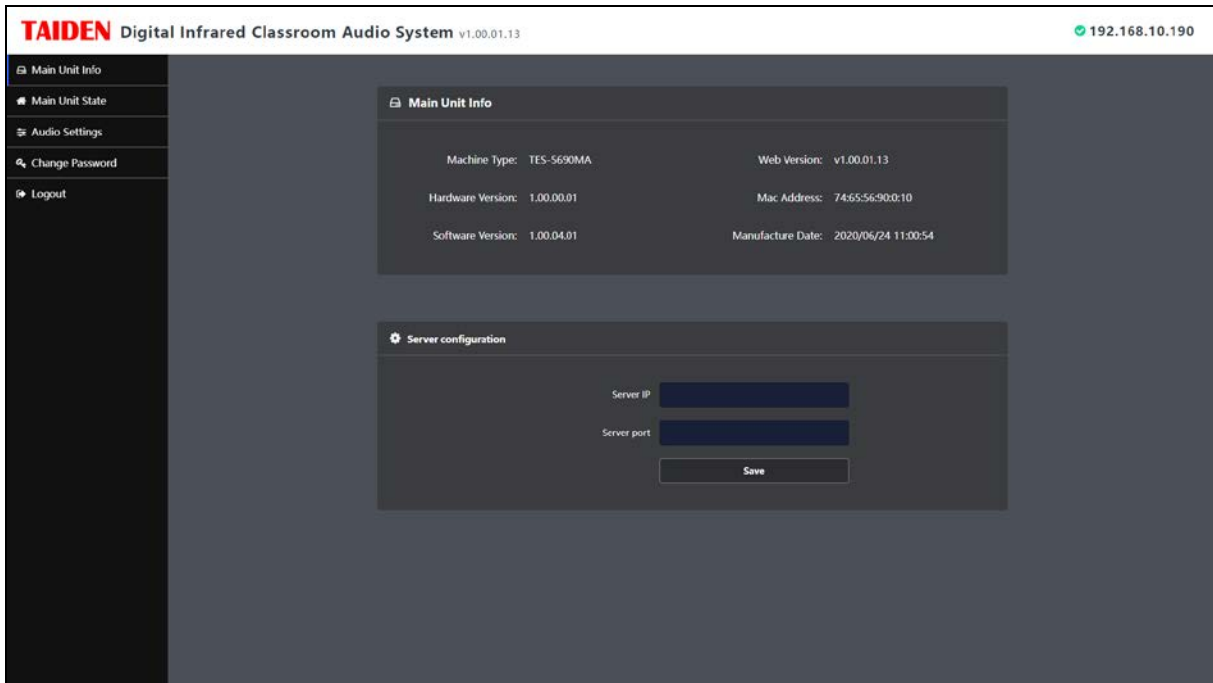 TAIDEN Digital Infrared Classroom Audio System v1.00.01.13
192.168.10.190
Main Unit Info
Main Unit State
Audio Settings
Change Password
Logout
Main Unit Info
Machine Type: TES-5690MA
Web Version: v1.00.01.13
Hardware Version: 1.00.00.01
Mac Address: 74:65:56:90:0:10
Software Version: 1.00.04.01
Manufacture Date: 2020/06/24 11:00:54
Server configuration
Server IP
Server port
Save